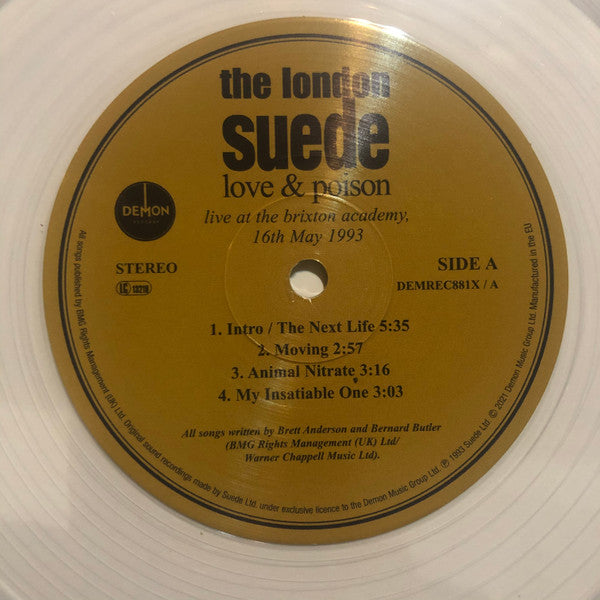 the london
suede
love & poison
live at the brixton academy,
16th May 1993
DEMON
RECORDS
STEREO
SIDE A
LC 13218
DEMREC881X / A
1. Intro / The Next Life 5:35
2. Moving 2:57
3. Animal Nitrate 3:16
4. My Insatiable One 3:03
All songs written by Brett Anderson and Bernard Butler
(BMG Rights Management (UK) Ltd/
Warner Chappell Music Ltd).
All songs published by BMG Rights Management (UK) Ltd. Original sound recordings made by Suede Ltd. under exclusive licence to the Demon Music Group Ltd. ℗ 1993 Suede Ltd. © 2021 Demon Music Group Ltd. Manufactured in the EU